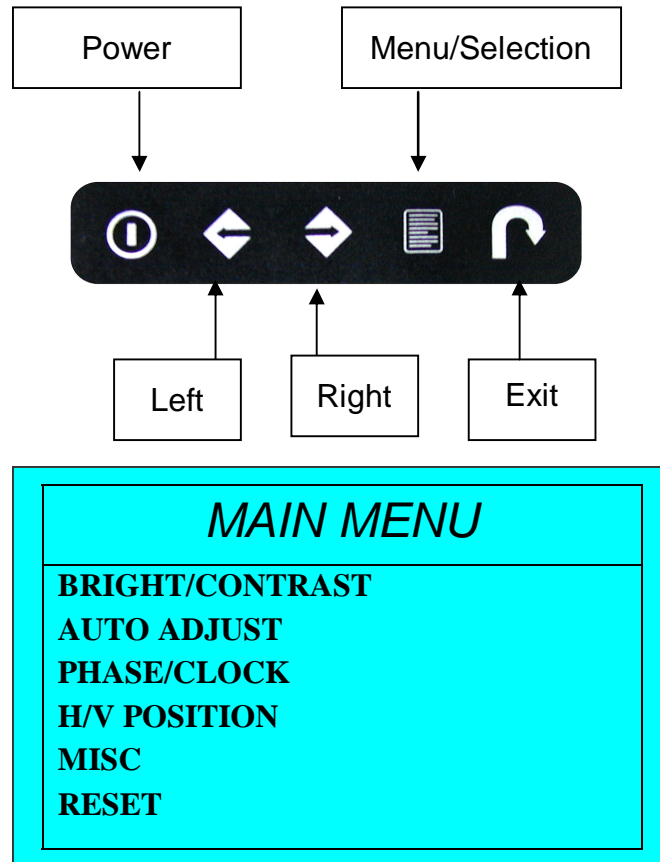 Power
Menu/Selection
Left
Right
Exit
MAIN MENU
BRIGHT/CONTRAST
AUTO ADJUST
PHASE/CLOCK
H/V POSITION
MISC
RESET